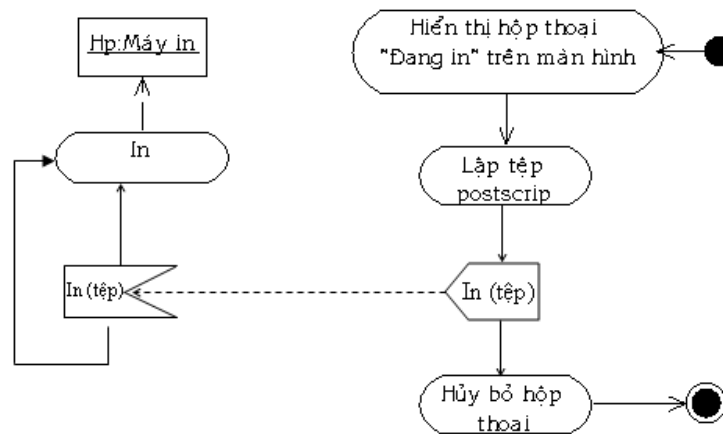 Hp:Máy in
Hiển thị hộp thoại
"Đang in" trên màn hình
In
Lập tệp
postscrip
In (tệp)
In (tệp)
Hủy bỏ hộp
thoại